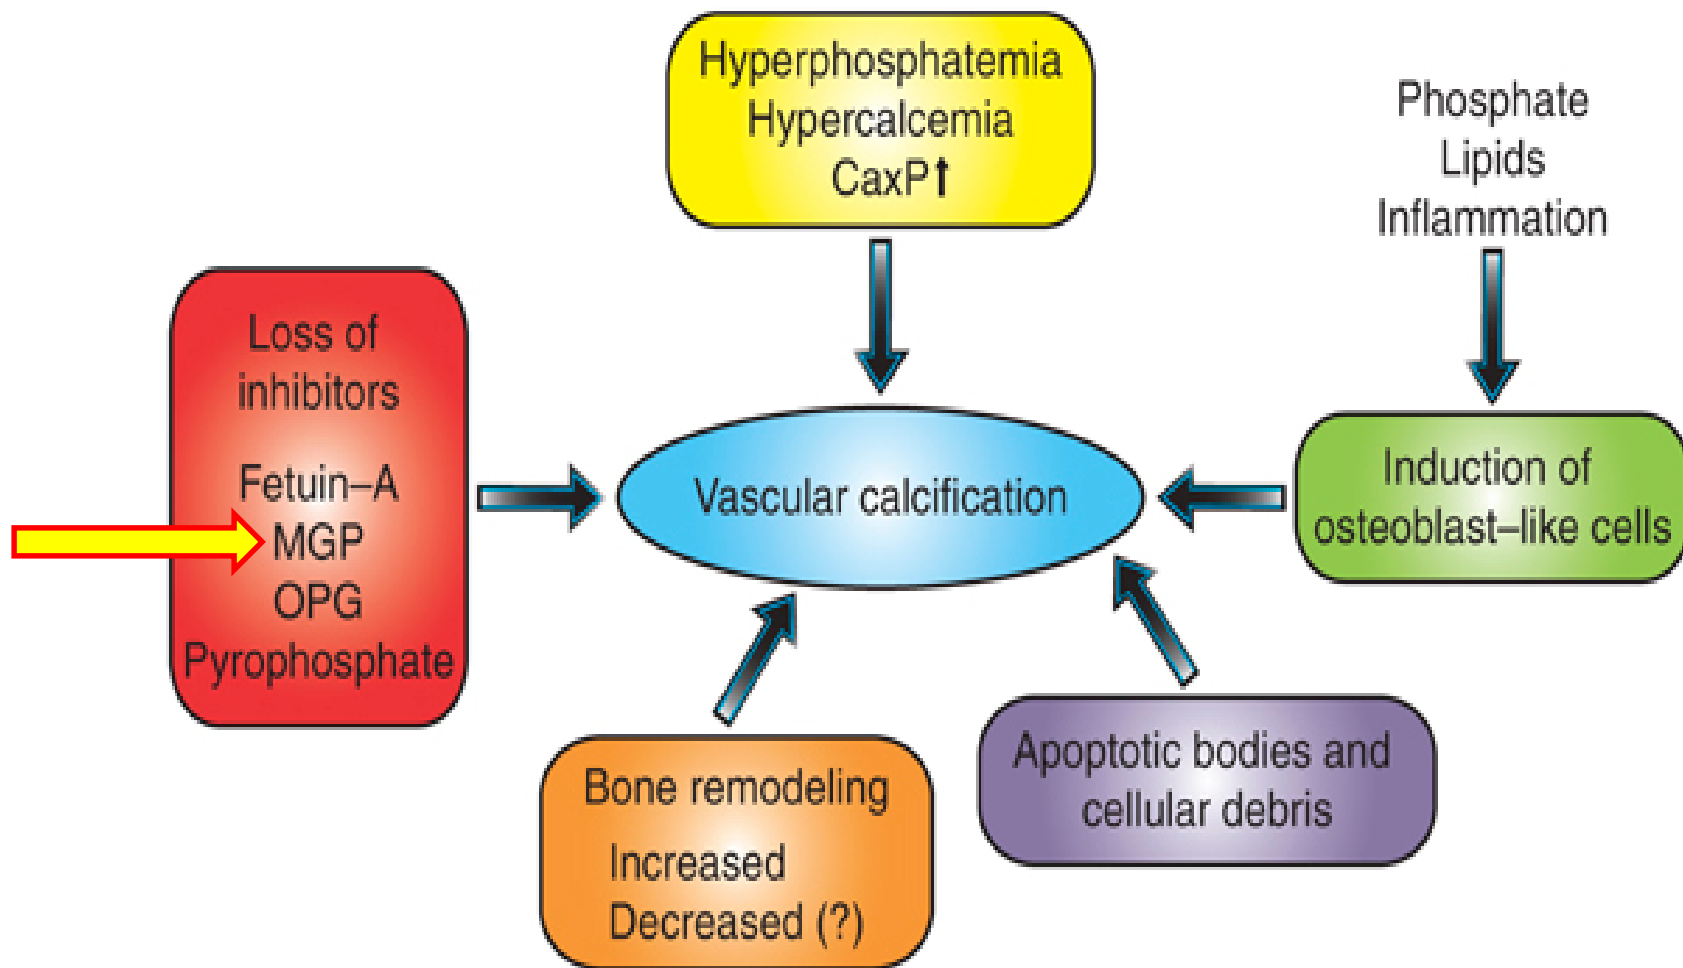 Hyperphosphatemia
Hypercalcemia
CaxP↑
Phosphate
Lipids
Inflammation
Loss of
inhibitors
Fetuin–A
MGP
OPG
Pyrophosphate
Vascular calcification
Induction of
osteoblast–like cells
Bone remodeling
Increased
Decreased (?)
Apoptotic bodies and
cellular debris